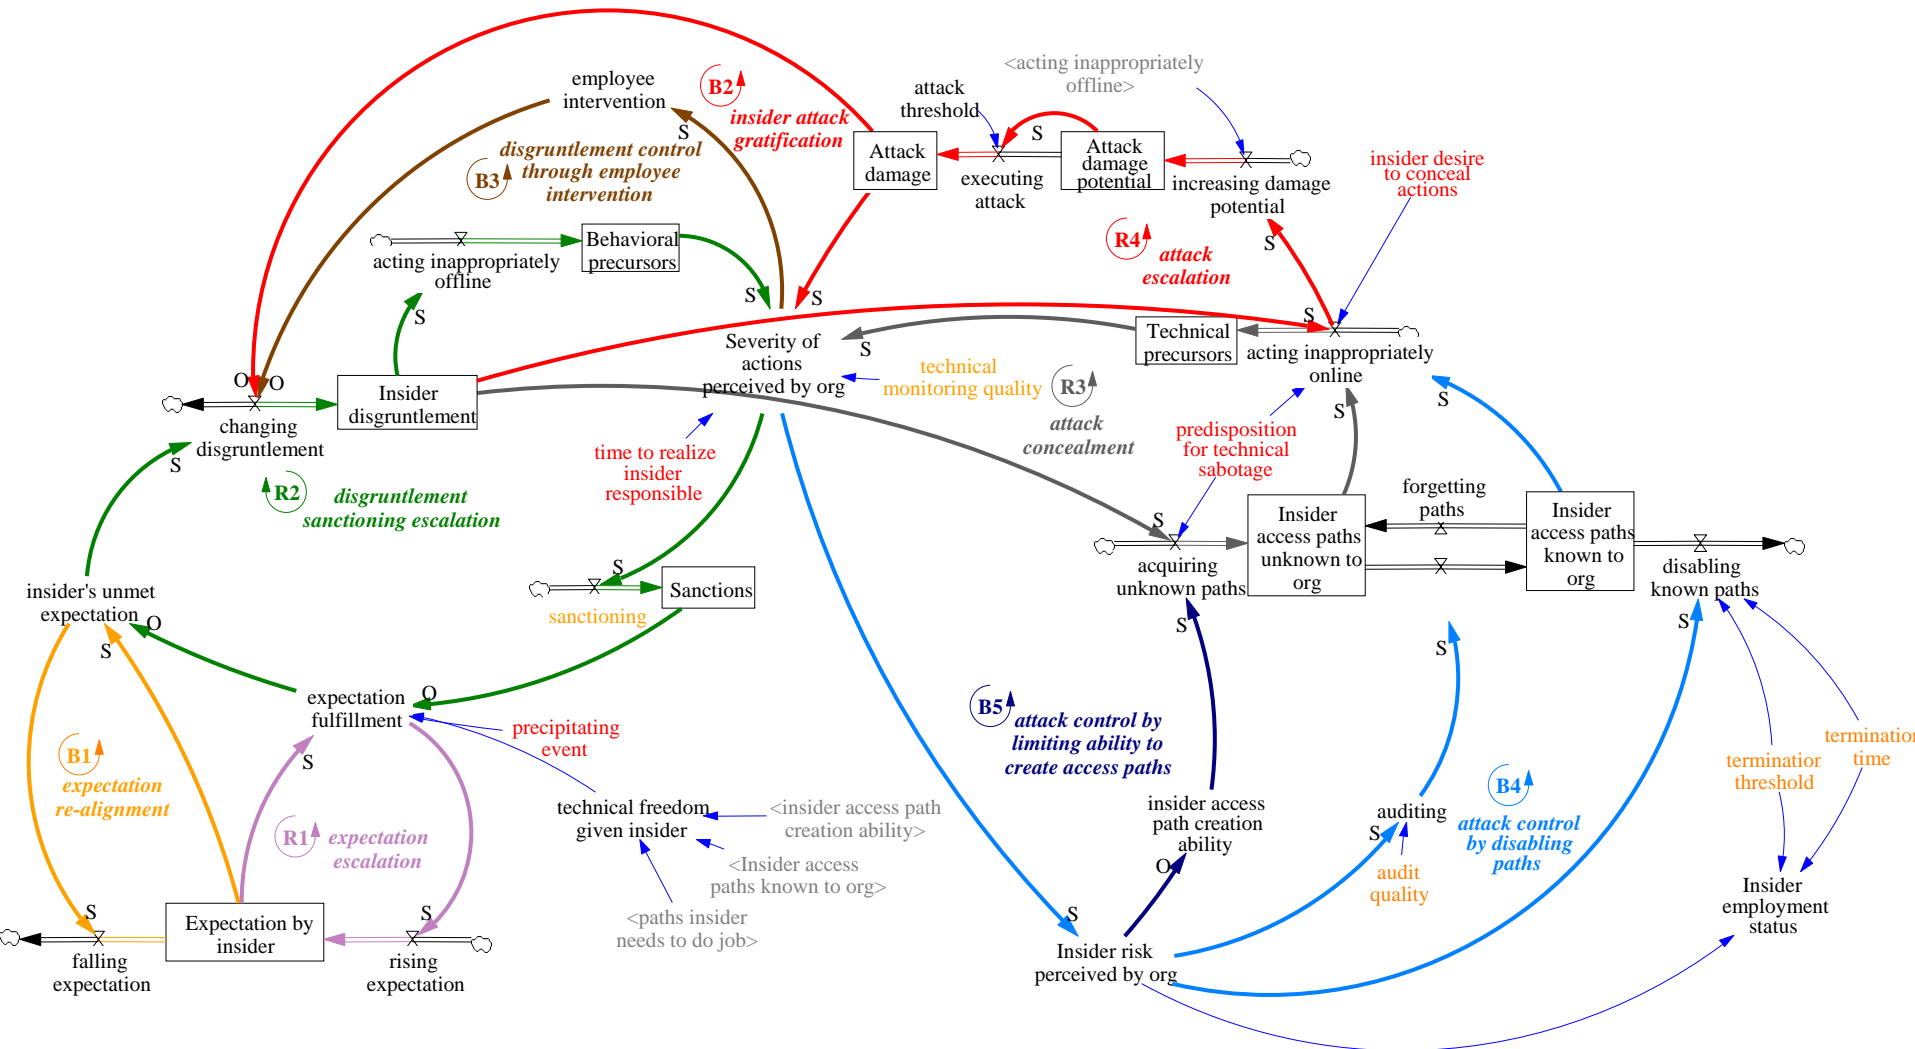 employee
intervention
B2
insider attack
gratification
attack
threshold
<acting inappropriately
offline>
S
disgruntlement control
through employee
intervention
B3
Attack
damage
S
executing
attack
Attack
damage
potential
increasing damage
potential
insider desire
to conceal
actions
Behavioral
precursors
acting inappropriately
offline
S
S
S
R4
attack
escalation
S
S
Severity of
actions
perceived by org
S
Technical
precursors
acting inappropriately
online
technical
monitoring quality
R3
attack
concealment
S
S
O
O
Insider
disgruntlement
changing
disgruntlement
S
R2
disgruntlement
sanctioning escalation
time to realize
insider
responsible
predisposition
for technical
sabotage
forgetting
paths
S
acquiring
unknown paths
Insider
access paths
unknown to
org
Insider
access paths
known to
org
disabling
known paths
S
S
Sanctions
sanctioning
insider's unmet
expectation
O
S
S
S
S
expectation
fulfillment
O
precipitating
event
B5
attack control by
limiting ability to
create access paths
B1
expectation
re-alignment
S
R1
expectation
escalation
technical freedom
given insider
<insider access path
creation ability>
<Insider access
paths known to org>
<paths insider
needs to do job>
insider access
path creation
ability
O
auditing
S
audit
quality
B4
attack control
by disabling
paths
termination
threshold
termination
time
Insider
employment
status
S
Expectation by
insider
S
falling
expectation
rising
expectation
S
Insider risk
perceived by org